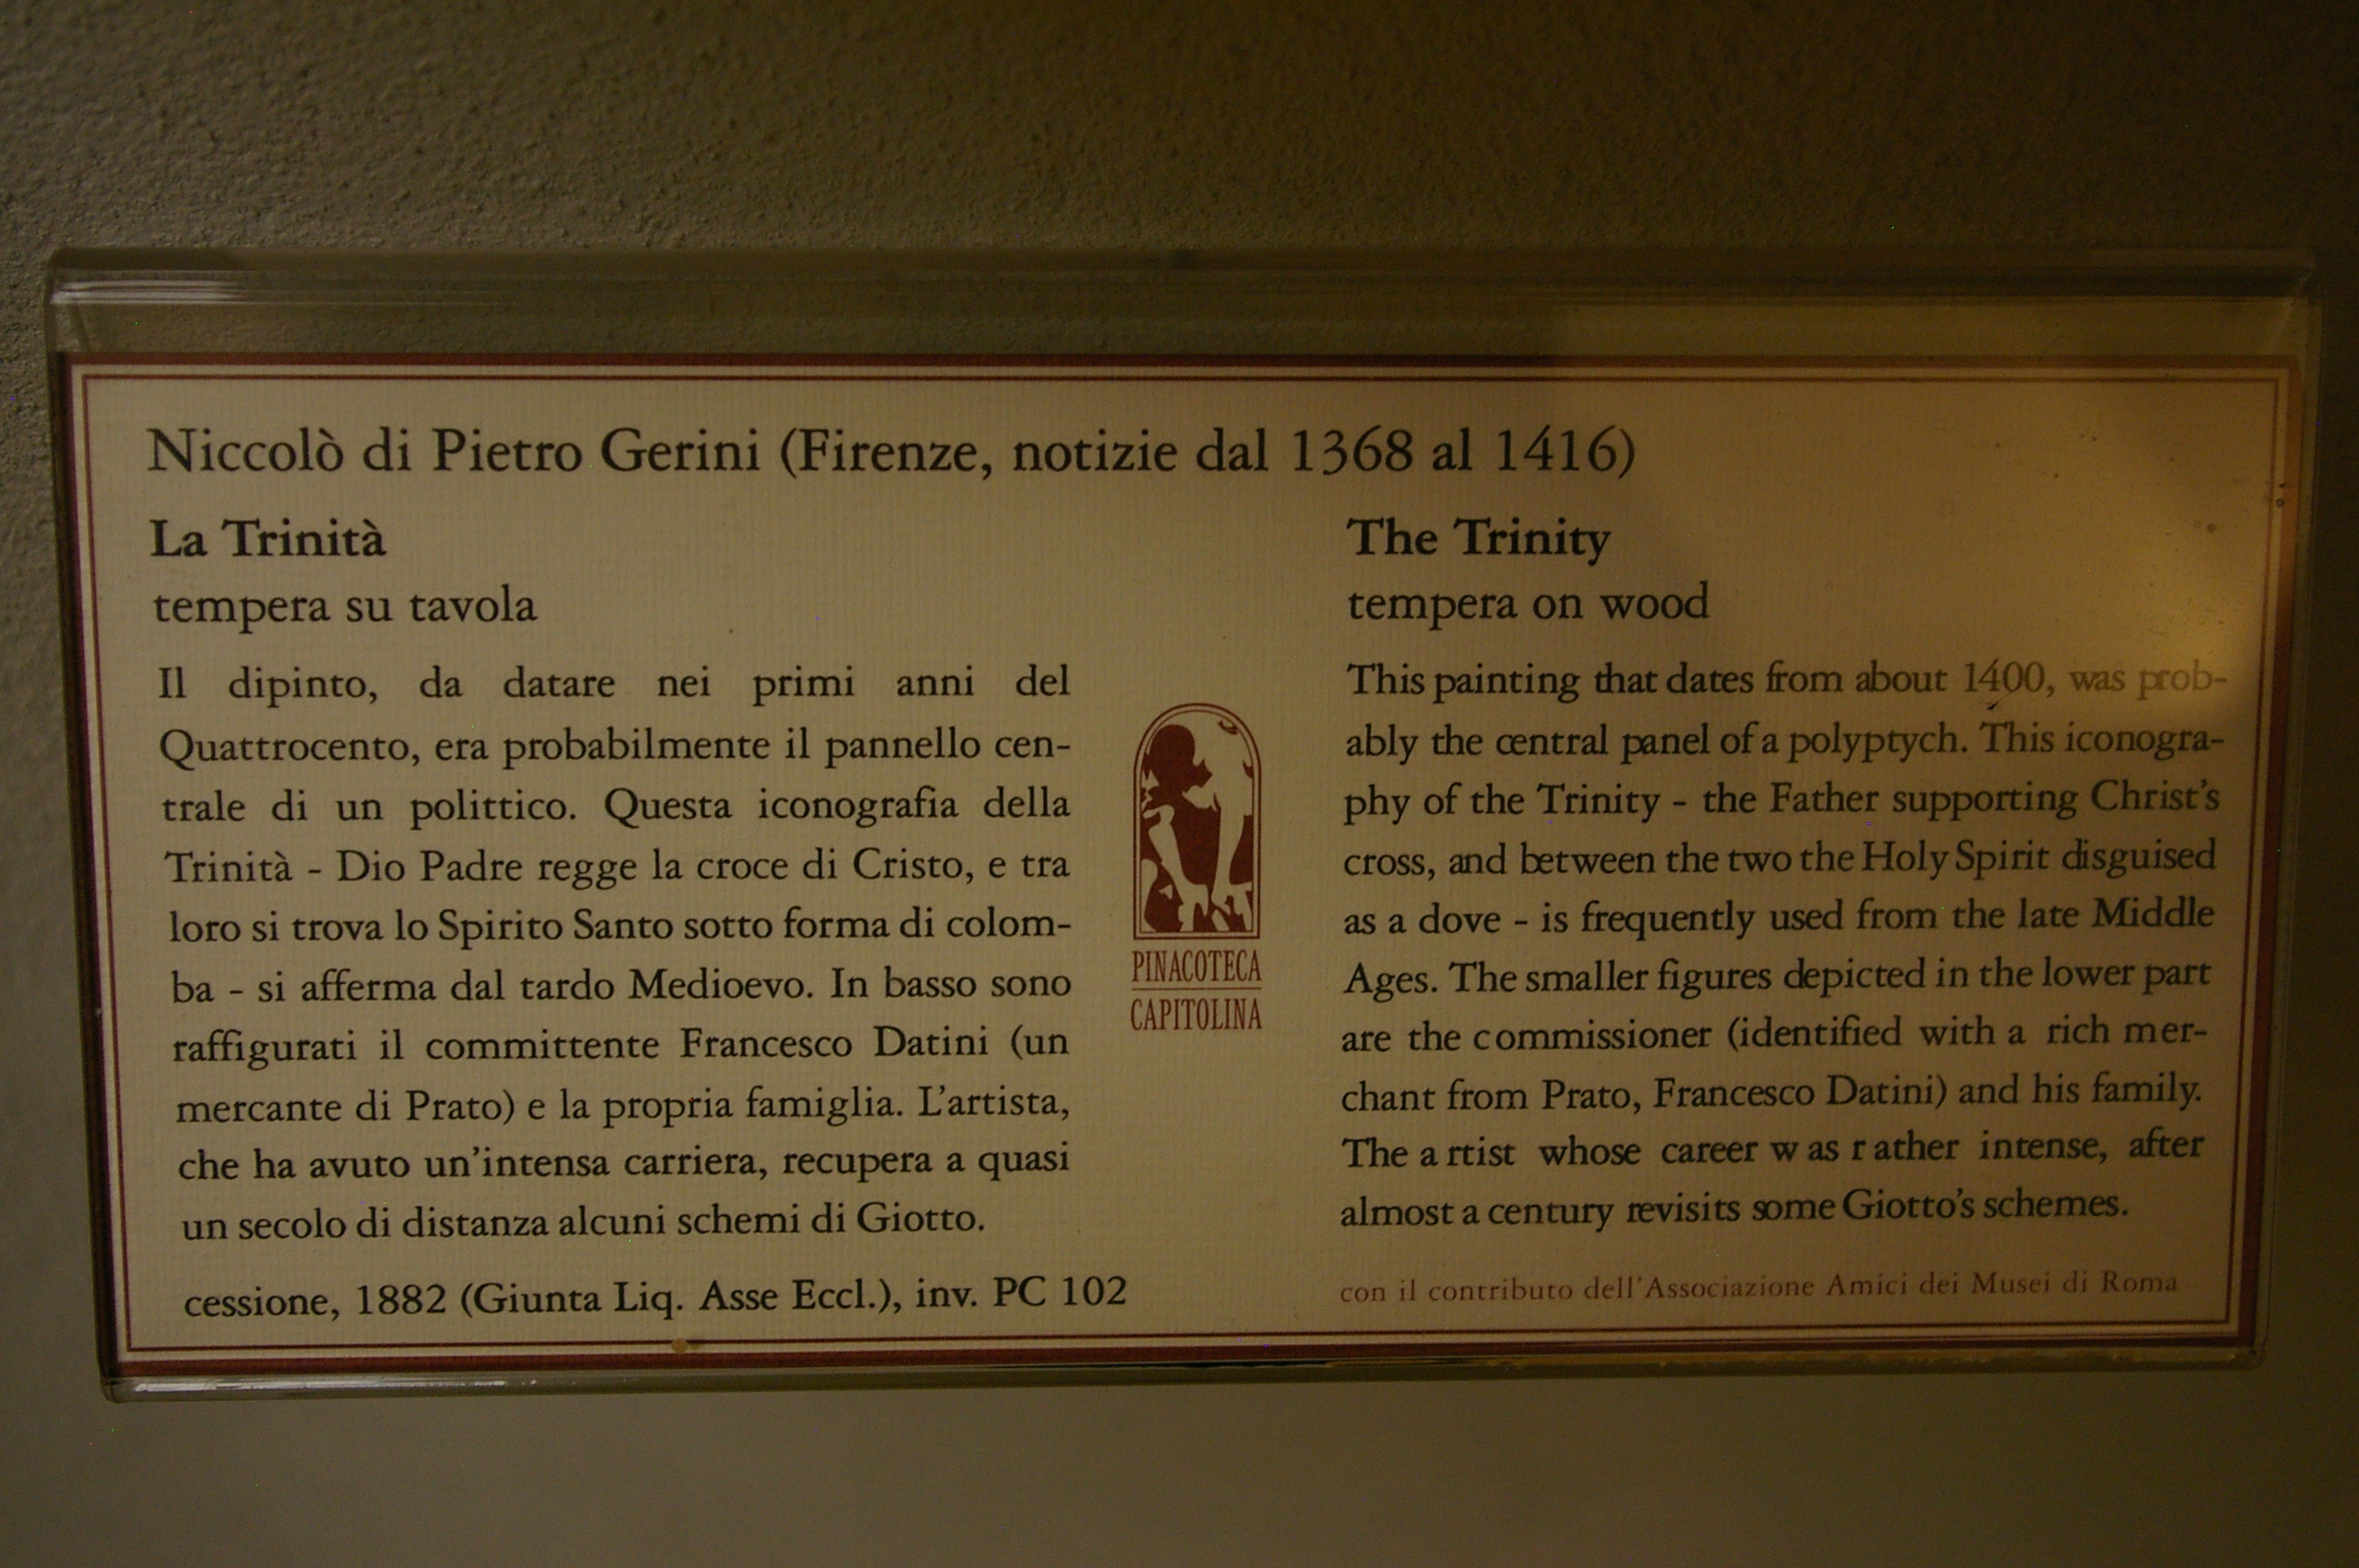 Niccolò di Pietro Gerini (Firenze, notizie dal 1368 al 1416)
La Trinità
tempera su tavola
Il dipinto, da datare nei primi anni del
Quattrocento, era probabilmente il pannello cen-
trale di un polittico. Questa iconografia della
Trinità - Dio Padre regge la croce di Cristo, e tra
loro si trova lo Spirito Santo sotto forma di colom-
ba - si afferma dal tardo Medioevo. In basso sono
raffigurati il committente Francesco Datini (un
mercante di Prato) e la propria famiglia. L'artista,
che ha avuto un'intensa carriera, recupera a quasi
un secolo di distanza alcuni schemi di Giotto.
cessione, 1882 (Giunta Liq. Asse Eccl.), inv. PC 102
PINACOTECA
CAPITOLINA
The Trinity
tempera on wood
This painting that dates from about 1400, was prob-
ably the central panel of a polyptych. This iconogra-
phy of the Trinity - the Father supporting Christ's
cross, and between the two the Holy Spirit disguised
as a dove - is frequently used from the late Middle
Ages. The smaller figures depicted in the lower part
are the commissioner (identified with a rich mer-
chant from Prato, Francesco Datini) and his family.
The artist whose career was rather intense, after
almost a century revisits some Giotto's schemes.
con il contributo dell'Associazione Amici dei Musei di Roma